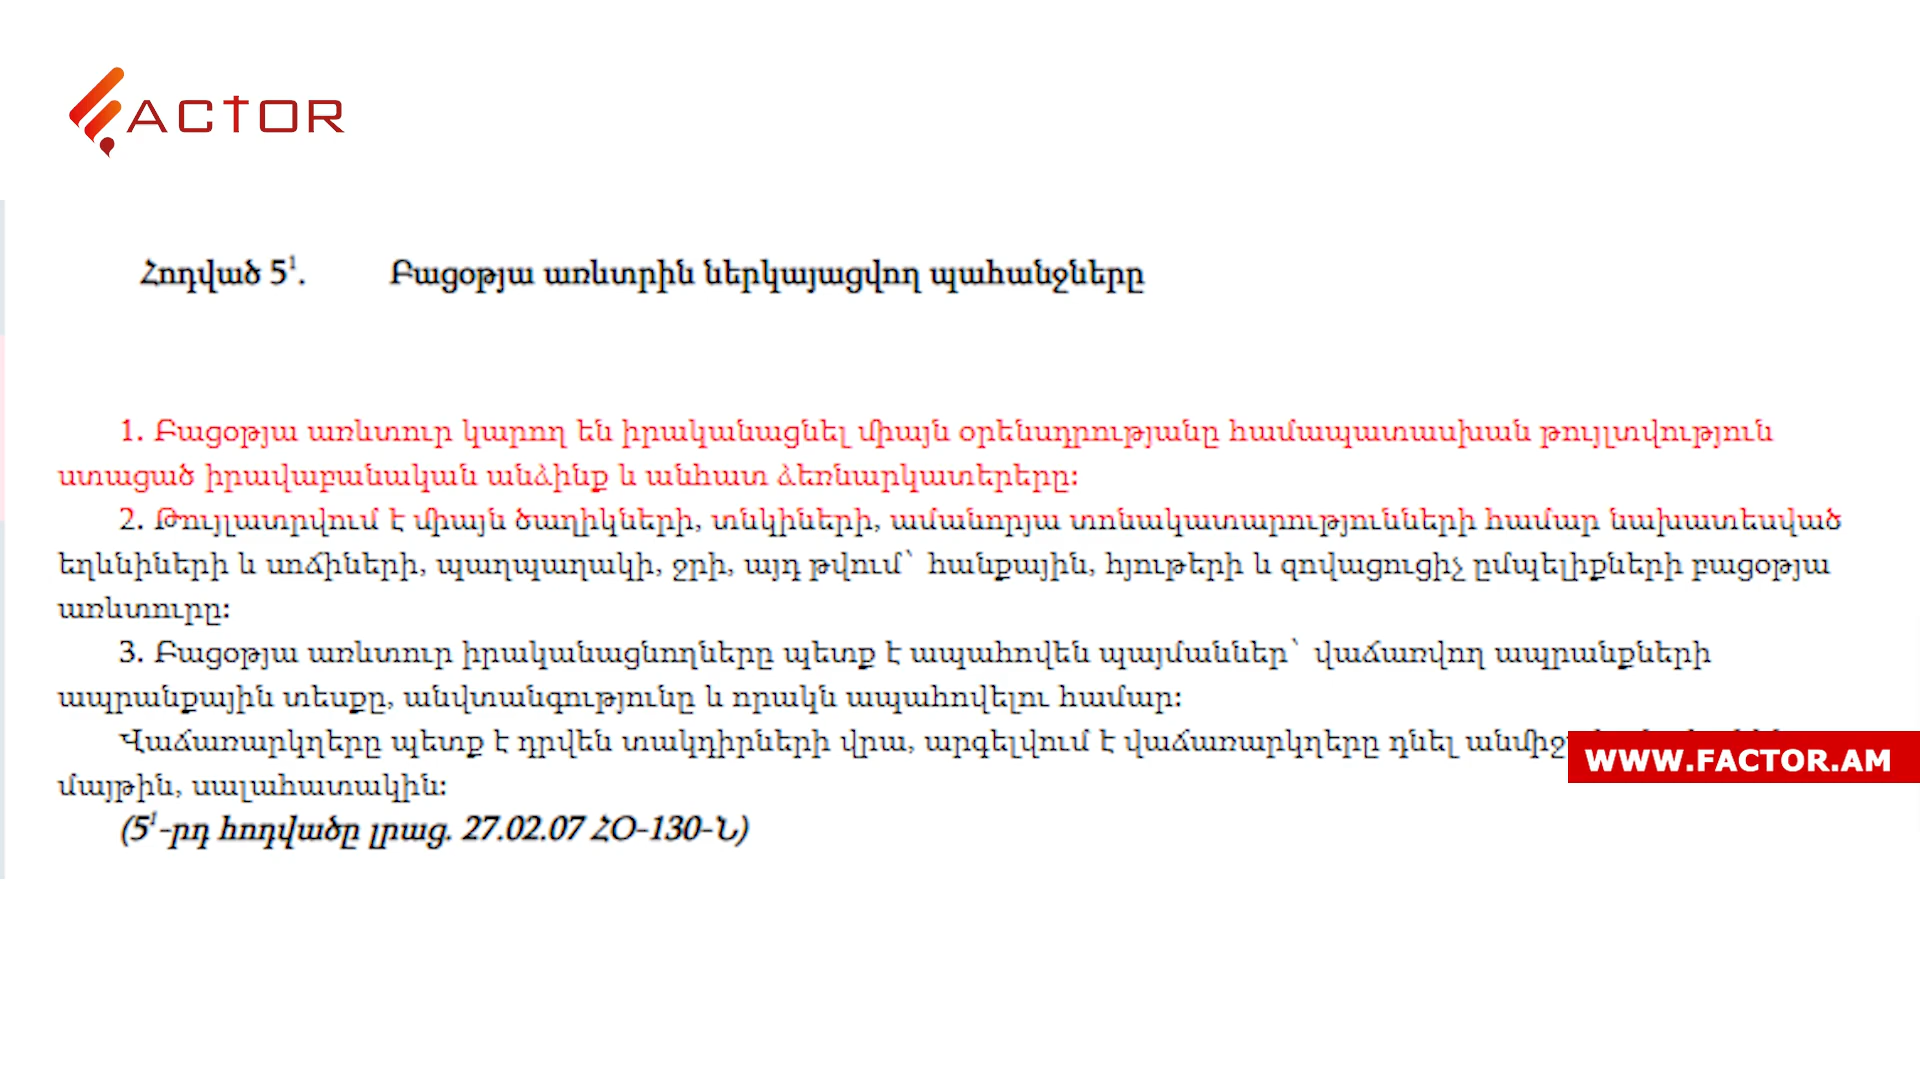 ACTOR
Հոդված 5¹. Բացօթյա առևտրին ներկայացվող պահանջները
1. Բացօթյա առևտուր կարող են իրականացնել միայն օրենսդրությանը համապատասխան թույլտվություն
ստացած իրավաբանական անձինք և անհատ ձեռնարկատերերը:
2. Թույլատրվում է միայն ծաղիկների, տնկիների, ամանորյա տոնակատարությունների համար նախատեսված
եղևնիների և սոճիների, պաղպաղակի, ջրի, այդ թվում՝ հանքային, հյութերի և զովացուցիչ ըմպելիքների բացօթյա
առևտուրը:
3. Բացօթյա առևտուր իրականացնողները պետք է ապահովեն պայմաններ՝ վաճառվող ապրանքների
ապրանքային տեսքը, անվտանգությունը և որակն ապահովելու համար:
Վաճառարկղերը պետք է դրվեն տակդիրների վրա, արգելվում է վաճառարկղերը դնել
WWW.FACTOR.AM
մայթին, սալահատակին:
(5¹-րդ հոդվածը լրաց. 27.02.07 ՀՕ-130-Ն)